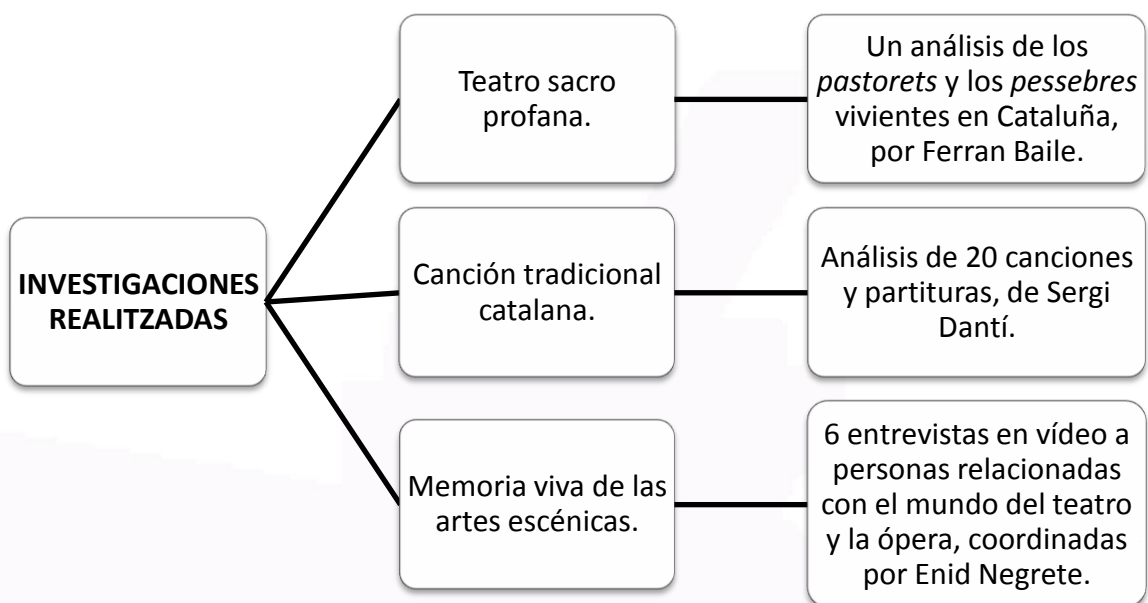 INVESTIGACIONES
REALITZADAS
Teatro sacro
profana.
Un análisis de los
pastorets y los pessebres
vivientes en Cataluña,
por Ferran Baile.
Canción tradicional
catalana.
Análisis de 20 canciones
y partituras, de Sergi
Dantí.
Memoria viva de las
artes escénicas.
6 entrevistas en vídeo a
personas relacionadas
con el mundo del teatro
y la ópera, coordinadas
por Enid Negrete.